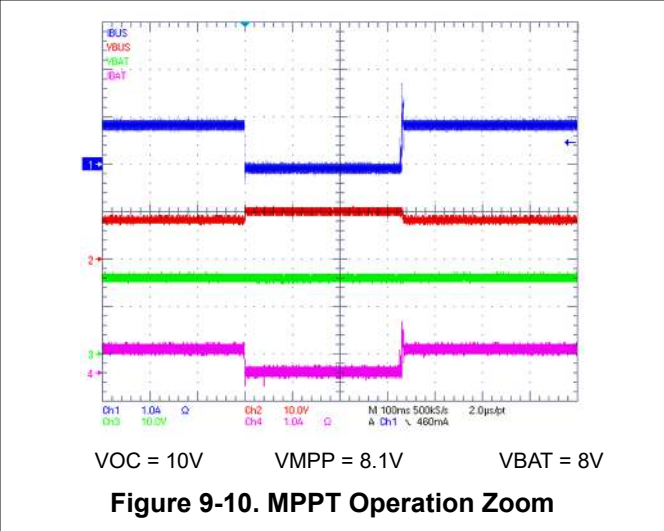 IBUS
VBUS
VBAT
IBAT
1
2
3
4
Ch1 1.0A Ω Ch2 10.0V M 100ms 500kS/s 2.0µs/pt
Ch3 10.0V Ch4 1.0A Ω A Ch1 ∖ 460mA
VOC = 10V VMPP = 8.1V VBAT = 8V
Figure 9-10. MPPT Operation Zoom